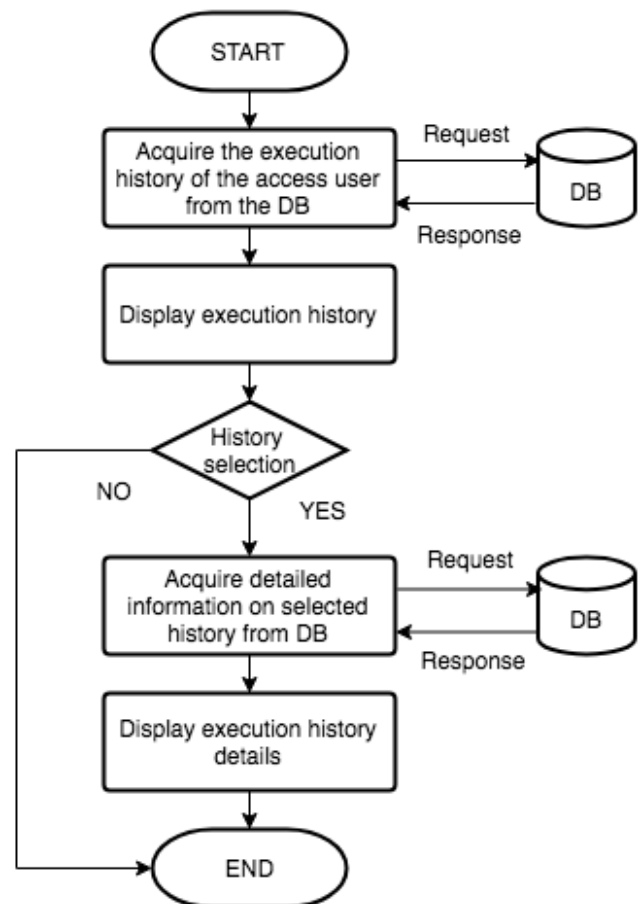 START
Acquire the execution
history of the access user
from the DB
Request
DB
Response
Display execution history
History
selection
NO
YES
Acquire detailed
information on selected
history from DB
Request
DB
Response
Display execution history
details
END